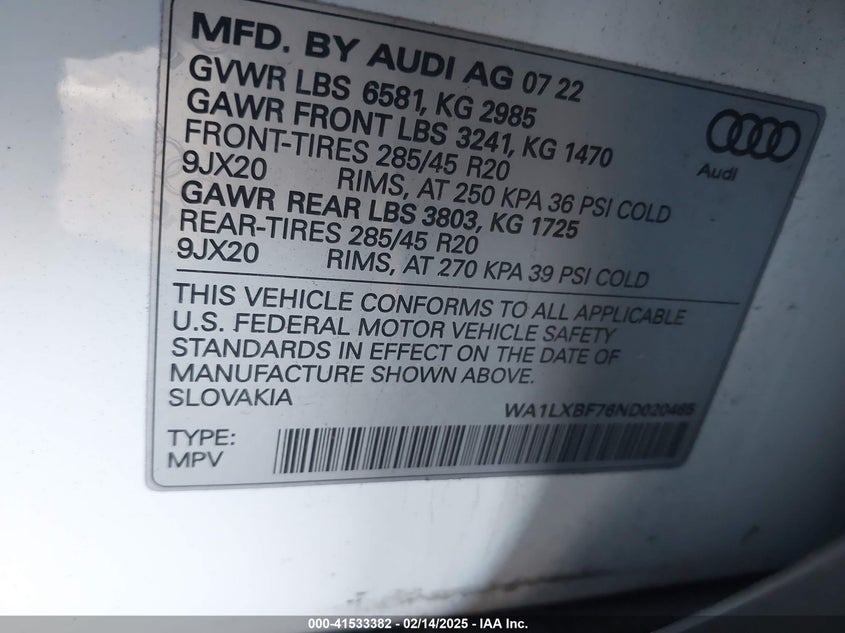 MFD. BY AUDI AG 07 22
GVWR LBS 6581, KG 2985
GAWR FRONT LBS 3241, KG 1470
FRONT-TIRES 285/45 R20
9JX20 RIMS, AT 250 KPA 36 PSI COLD
GAWR REAR LBS 3803, KG 1725
REAR-TIRES 285/45 R20
9JX20 RIMS, AT 270 KPA 39 PSI COLD
Audi
THIS VEHICLE CONFORMS TO ALL APPLICABLE
U.S. FEDERAL MOTOR VEHICLE SAFETY
STANDARDS IN EFFECT ON THE DATE OF
MANUFACTURE SHOWN ABOVE.
SLOVAKIA
WA1LXBF76ND020465
TYPE:
MPV
000-41533382 - 02/14/2025 - IAA Inc.